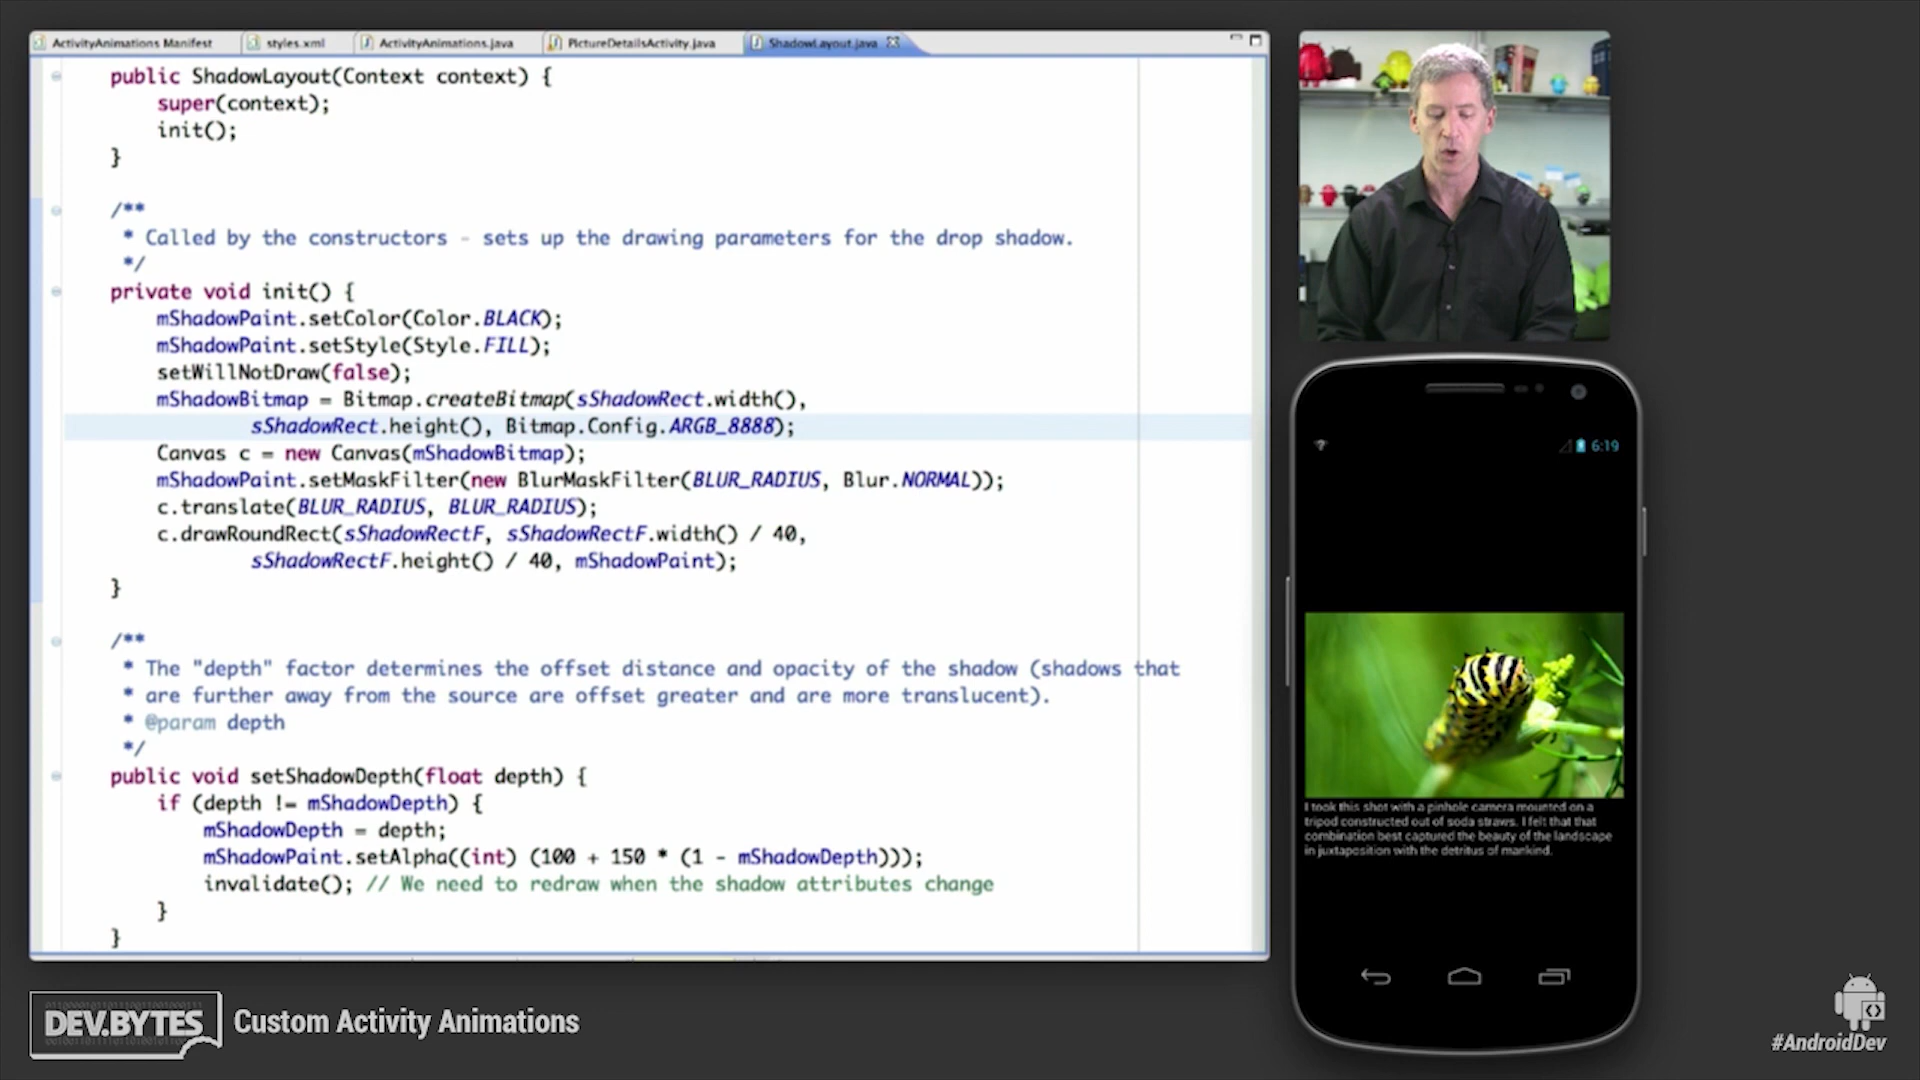 ActivityAnimations Manifest
styles.xml
ActivityAnimations.java
PictureDetailsActivity.java
ShadowLayout.java
public ShadowLayout(Context context) {
super(context);
init();
}
/**
* Called by the constructors - sets up the drawing parameters for the drop shadow.
*/
private void init() {
mShadowPaint.setColor(Color.BLACK);
mShadowPaint.setStyle(Style.FILL);
setWillNotDraw(false);
mShadowBitmap = Bitmap.createBitmap(sShadowRect.width(),
sShadowRect.height(), Bitmap.Config.ARGB_8888);
Canvas c = new Canvas(mShadowBitmap);
mShadowPaint.setMaskFilter(new BlurMaskFilter(BLUR_RADIUS, Blur.NORMAL));
c.translate(BLUR_RADIUS, BLUR_RADIUS);
c.drawRoundRect(sShadowRectF, sShadowRectF.width() / 40,
sShadowRectF.height() / 40, mShadowPaint);
}
/**
* The "depth" factor determines the offset distance and opacity of the shadow (shadows that
* are further away from the source are offset greater and are more translucent).
* @param depth
*/
public void setShadowDepth(float depth) {
if (depth != mShadowDepth) {
mShadowDepth = depth;
mShadowPaint.setAlpha((int) (100 + 150 * (1 - mShadowDepth)));
invalidate(); // We need to redraw when the shadow attributes change
}
}
6:19
I took this shot with a pinhole camera mounted on a
tripod constructed out of soda straws. I felt that that
combination best captured the beauty of the landscape
in juxtaposition with the detritus of mankind.
DEV.BYTES
Custom Activity Animations
#AndroidDev